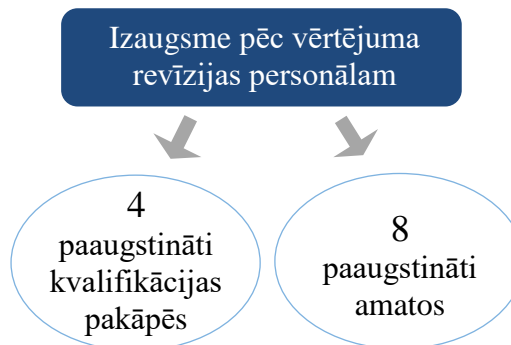 Izaugsme pēc vērtējuma
revīzijas personālam
4
paaugstināti
kvalifikācijas
pakāpēs
8
paaugstināti
amatos